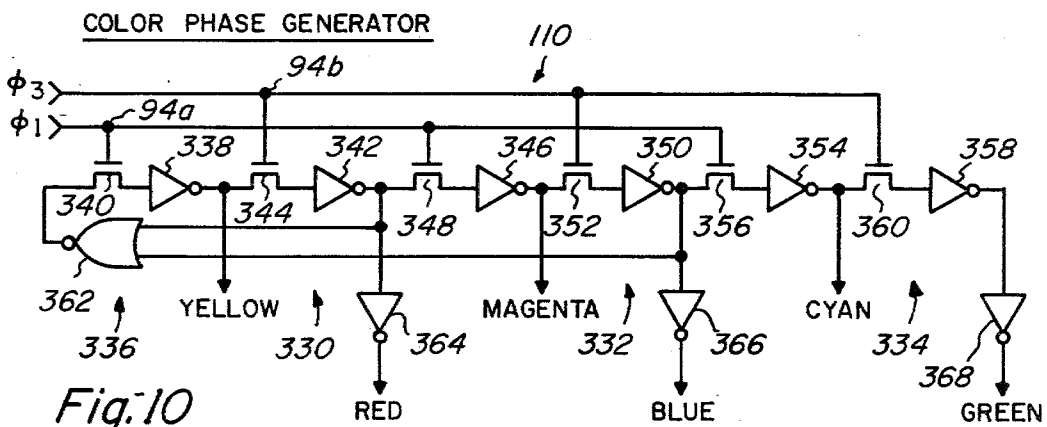 COLOR PHASE GENERATOR
110
94b
ϕ3
94a
ϕ1
338
342
346
350
354
358
340
344
348
352
356
360
362
YELLOW
MAGENTA
CYAN
336
330
364
332
366
334
368
Fig. 10
RED
BLUE
GREEN